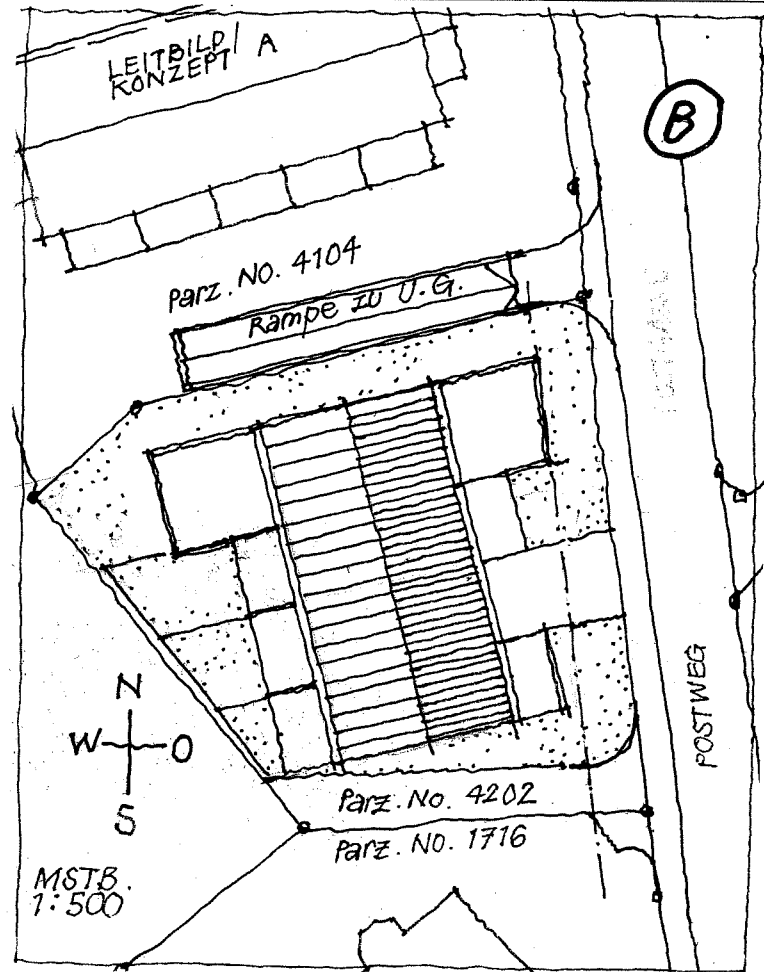 LEITBILD/ A
KONZEPT
B
Parz. No. 4104
Rampe zu U.G.
POSTWEG
N
W O
S
Parz. No. 4202
Parz. No. 1716
MSTB.
1:500